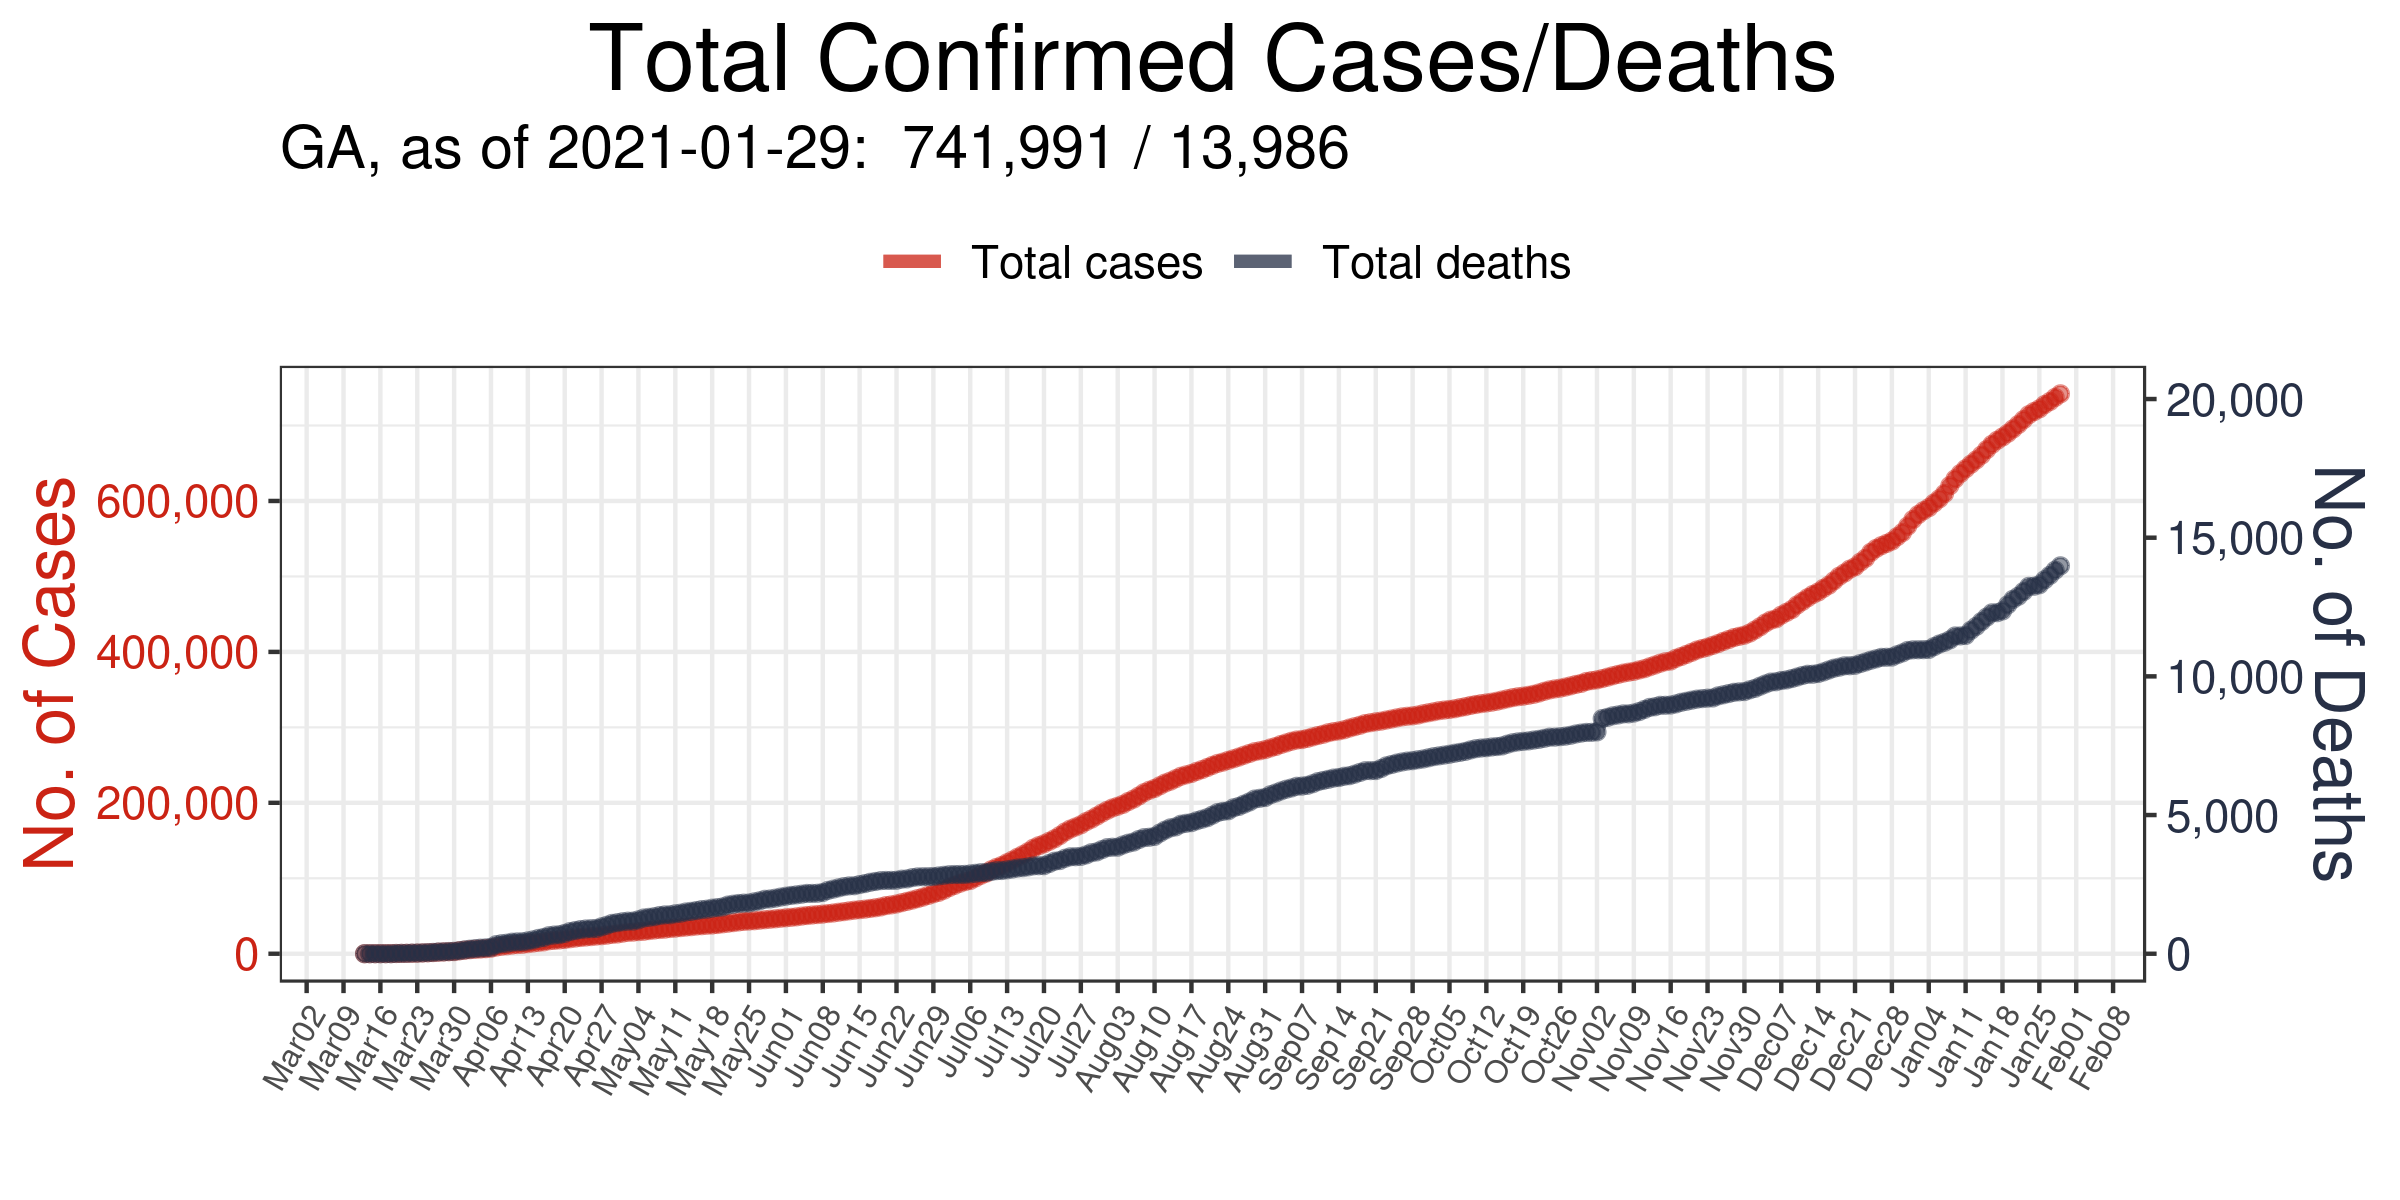 Total Confirmed Cases/Deaths
GA, as of 2021-01-29:  741,991 / 13,986
Total cases
Total deaths
No. of Cases
600,000
400,000
200,000
0
20,000
15,000
10,000
5,000
0
No. of Deaths
Mar02
Mar09
Mar16
Mar23
Mar30
Apr06
Apr13
Apr20
Apr27
May04
May11
May18
May25
Jun01
Jun08
Jun15
Jun22
Jun29
Jul06
Jul13
Jul20
Jul27
Aug03
Aug10
Aug17
Aug24
Aug31
Sep07
Sep14
Sep21
Sep28
Oct05
Oct12
Oct19
Oct26
Nov02
Nov09
Nov16
Nov23
Nov30
Dec07
Dec14
Dec21
Dec28
Jan04
Jan11
Jan18
Jan25
Feb01
Feb08